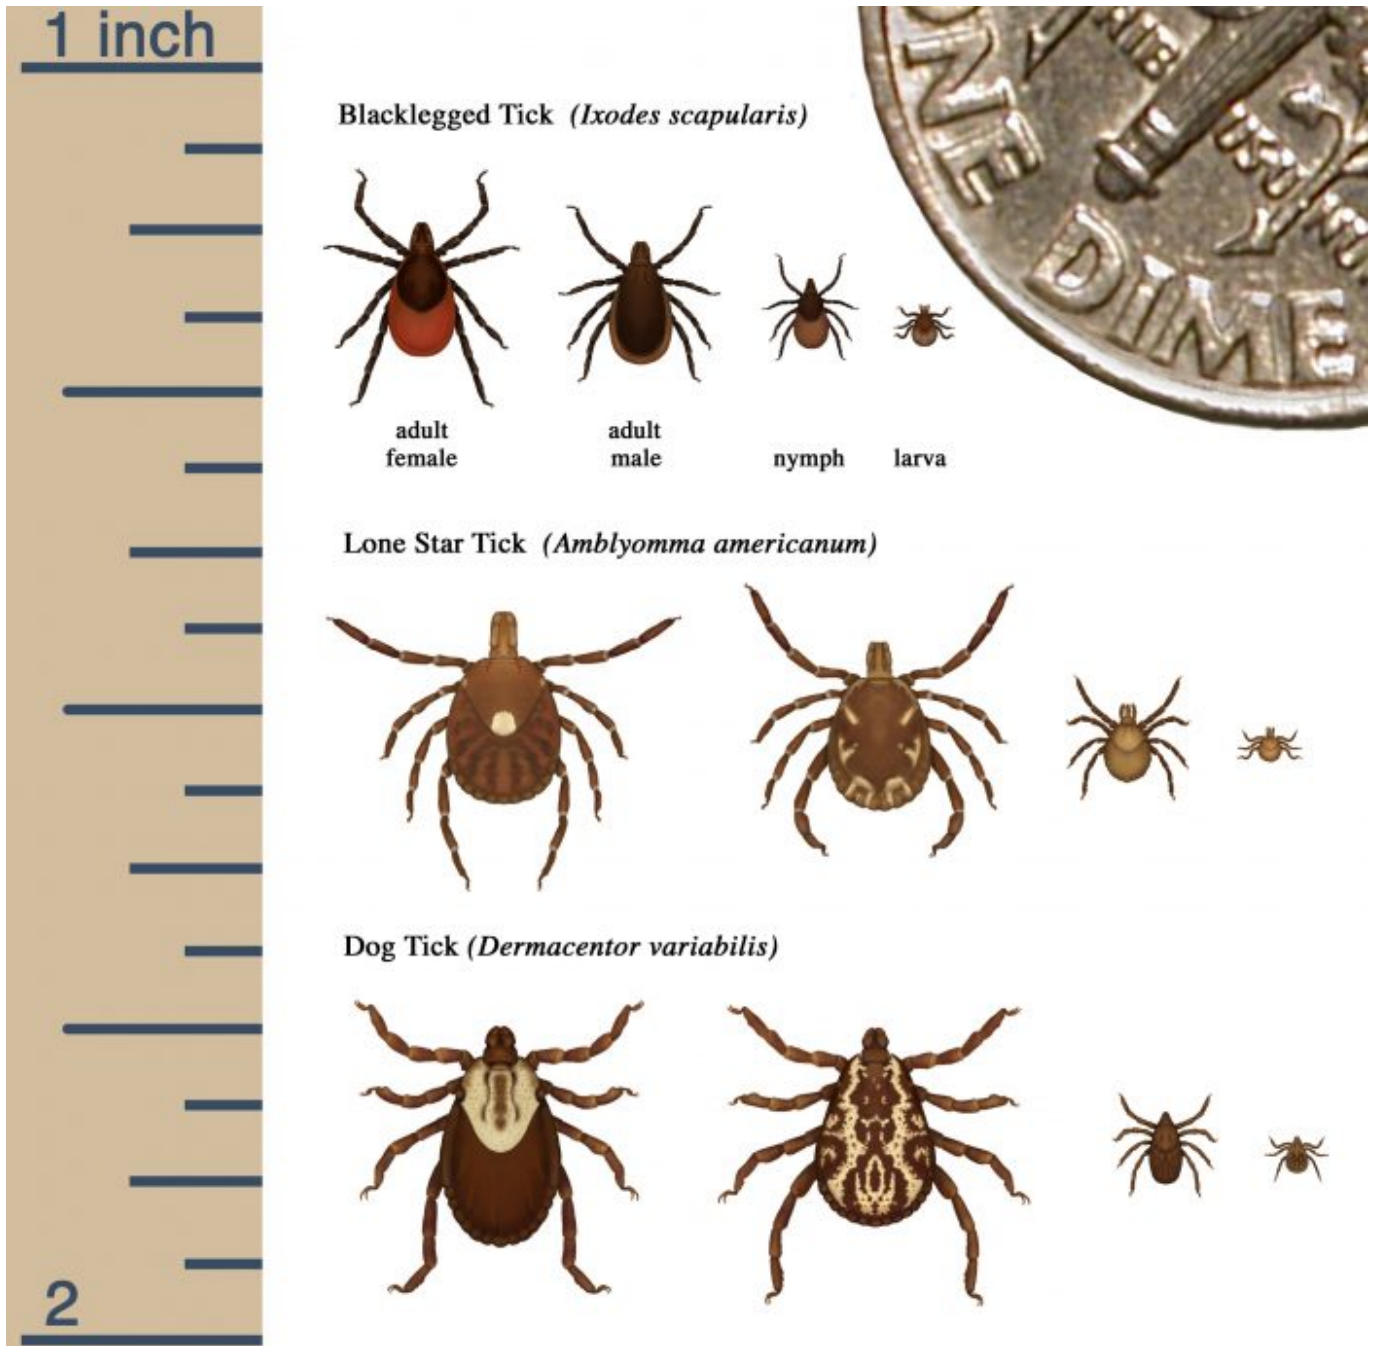 1 inch
Blacklegged Tick (Ixodes scapularis)
ONE DIME
adult
female
adult
male
nymph
larva
Lone Star Tick (Amblyomma americanum)
Dog Tick (Dermacentor variabilis)
2